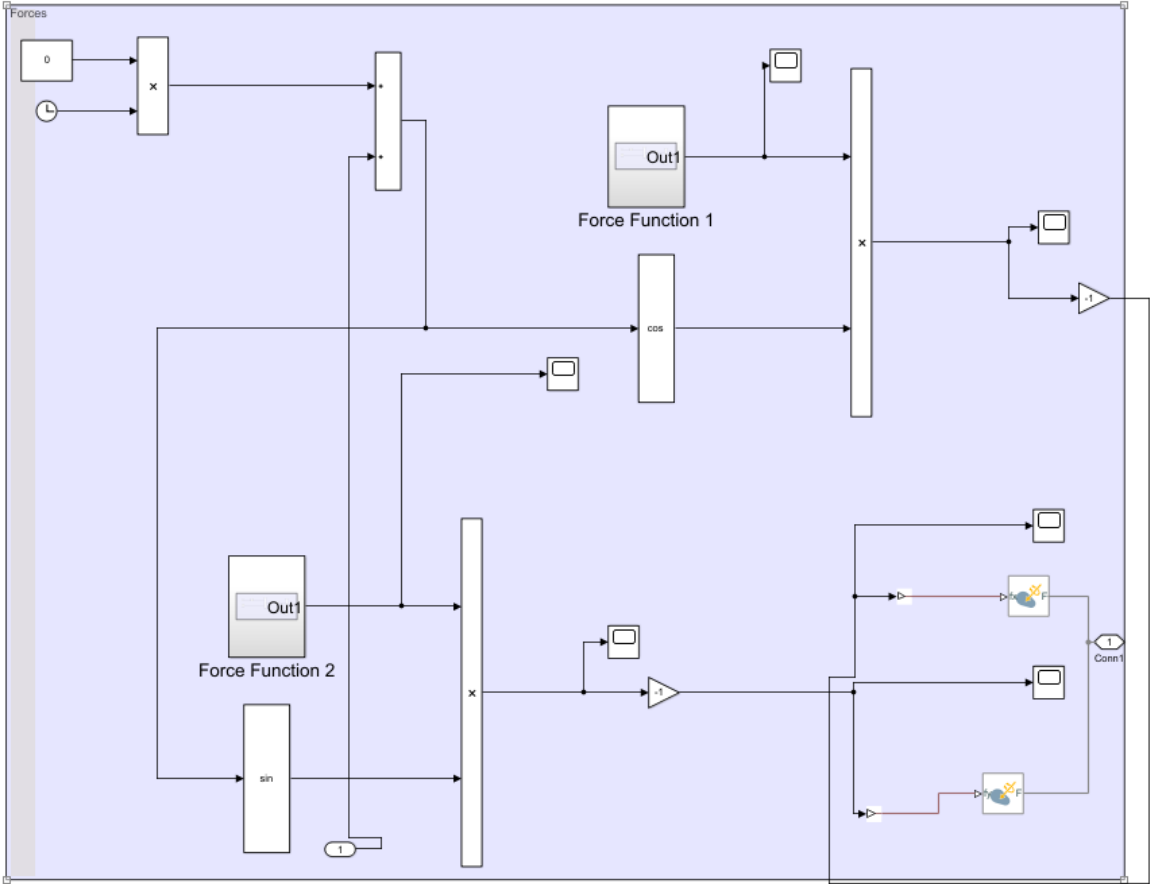 Forces
0
×
+
+
Out1
Force Function 1
×
-1
cos
Out1
Force Function 2
×
-1
F
1
Conn1
sin
F
1